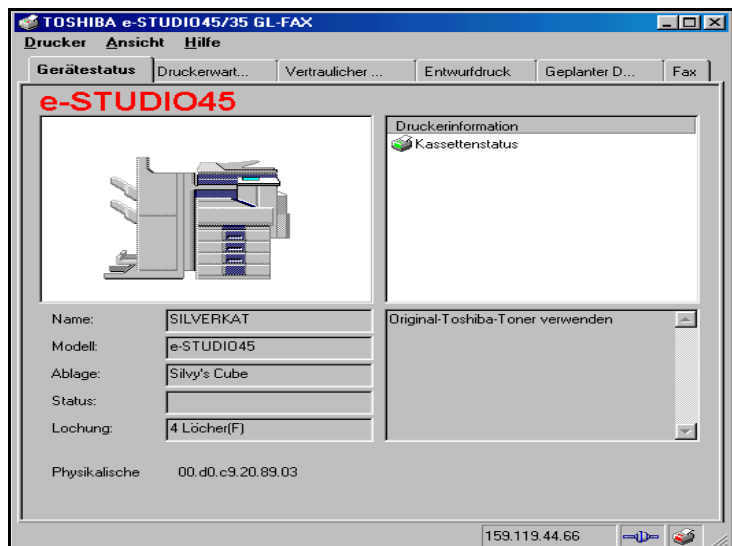 TOSHIBA e-STUDIO45/35 GL-FAX
Drucker Ansicht Hilfe
Gerätestatus Druckerwart... Vertraulicher ... Entwurfdruck Geplanter D... Fax
e-STUDIO45
Druckerinformation
Kassettenstatus
Name: SILVERKAT
Original-Toshiba-Toner verwenden
Modell: e-STUDIO45
Ablage: Silvy's Cube
Status:
Lochung: 4 Löcher(F)
Physikalische 00.d0.c9.20.89.03
159.119.44.66